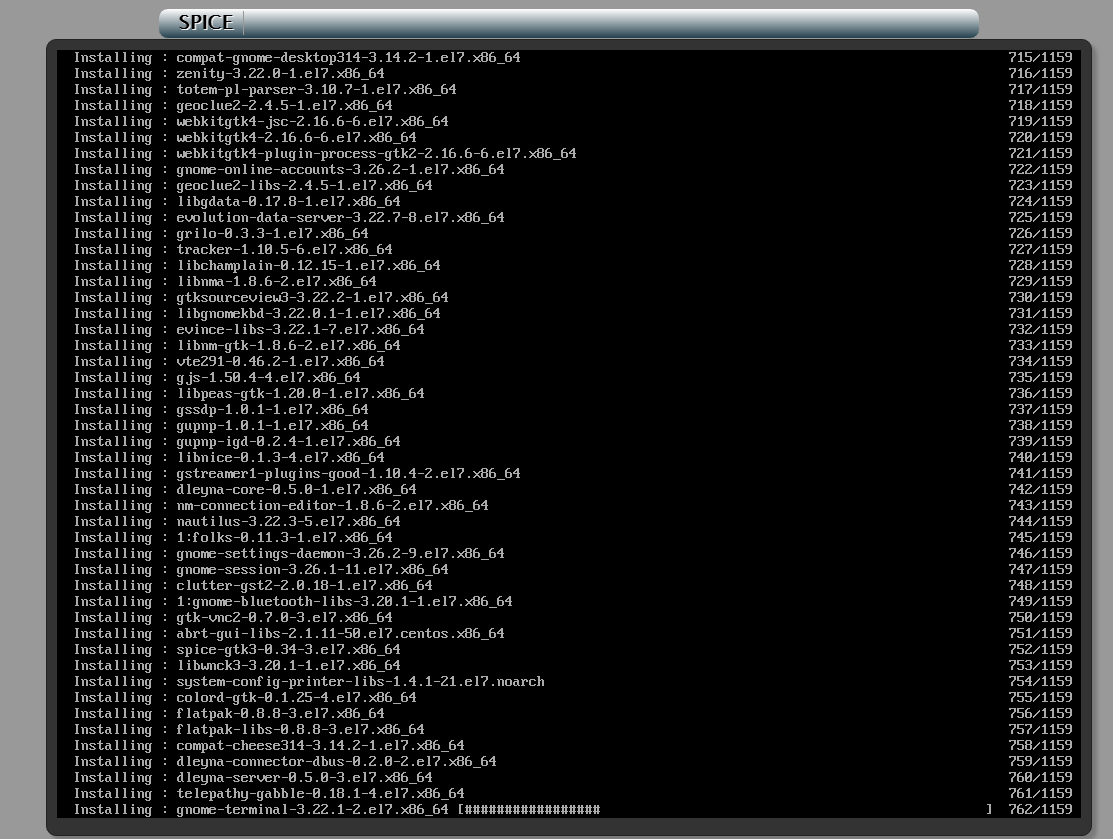 SPICE
Installing : compat-gnome-desktop314-3.14.2-1.el7.x86_64 715/1159
Installing : zenity-3.22.0-1.el7.x86_64 716/1159
Installing : totem-pl-parser-3.10.7-1.el7.x86_64 717/1159
Installing : geoclue2-2.4.5-1.el7.x86_64 718/1159
Installing : webkitgtk4-jsc-2.16.6-6.el7.x86_64 719/1159
Installing : webkitgtk4-2.16.6-6.el7.x86_64 720/1159
Installing : webkitgtk4-plugin-process-gtk2-2.16.6-6.el7.x86_64 721/1159
Installing : gnome-online-accounts-3.26.2-1.el7.x86_64 722/1159
Installing : geoclue2-libs-2.4.5-1.el7.x86_64 723/1159
Installing : libgdata-0.17.8-1.el7.x86_64 724/1159
Installing : evolution-data-server-3.22.7-8.el7.x86_64 725/1159
Installing : grilo-0.3.3-1.el7.x86_64 726/1159
Installing : tracker-1.10.5-6.el7.x86_64 727/1159
Installing : libchamplain-0.12.15-1.el7.x86_64 728/1159
Installing : libnma-1.8.6-2.el7.x86_64 729/1159
Installing : gtksourceview3-3.22.2-1.el7.x86_64 730/1159
Installing : libgnomekbd-3.22.0.1-1.el7.x86_64 731/1159
Installing : evince-libs-3.22.1-7.el7.x86_64 732/1159
Installing : libnm-gtk-1.8.6-2.el7.x86_64 733/1159
Installing : vte291-0.46.2-1.el7.x86_64 734/1159
Installing : gjs-1.50.4-4.el7.x86_64 735/1159
Installing : libpeas-gtk-1.20.0-1.el7.x86_64 736/1159
Installing : gssdp-1.0.1-1.el7.x86_64 737/1159
Installing : gupnp-1.0.1-1.el7.x86_64 738/1159
Installing : gupnp-igd-0.2.4-1.el7.x86_64 739/1159
Installing : libnice-0.1.3-4.el7.x86_64 740/1159
Installing : gstreamer1-plugins-good-1.10.4-2.el7.x86_64 741/1159
Installing : dleyna-core-0.5.0-1.el7.x86_64 742/1159
Installing : nm-connection-editor-1.8.6-2.el7.x86_64 743/1159
Installing : nautilus-3.22.3-5.el7.x86_64 744/1159
Installing : 1:folks-0.11.3-1.el7.x86_64 745/1159
Installing : gnome-settings-daemon-3.26.2-9.el7.x86_64 746/1159
Installing : gnome-session-3.26.1-11.el7.x86_64 747/1159
Installing : clutter-gst2-2.0.18-1.el7.x86_64 748/1159
Installing : 1:gnome-bluetooth-libs-3.20.1-1.el7.x86_64 749/1159
Installing : gtk-vnc2-0.7.0-3.el7.x86_64 750/1159
Installing : abrt-gui-libs-2.1.11-50.el7.centos.x86_64 751/1159
Installing : spice-gtk3-0.34-3.el7.x86_64 752/1159
Installing : libwnck3-3.20.1-1.el7.x86_64 753/1159
Installing : system-config-printer-libs-1.4.1-21.el7.noarch 754/1159
Installing : colord-gtk-0.1.25-4.el7.x86_64 755/1159
Installing : flatpak-0.8.8-3.el7.x86_64 756/1159
Installing : flatpak-libs-0.8.8-3.el7.x86_64 757/1159
Installing : compat-cheese314-3.14.2-1.el7.x86_64 758/1159
Installing : dleyna-connector-dbus-0.2.0-2.el7.x86_64 759/1159
Installing : dleyna-server-0.5.0-3.el7.x86_64 760/1159
Installing : telepathy-gabble-0.18.1-4.el7.x86_64 761/1159
Installing : gnome-terminal-3.22.1-2.el7.x86_64 [################# ] 762/1159